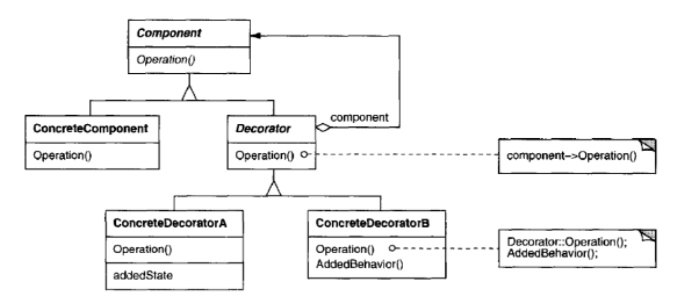 Component
Operation()
component
ConcreteComponent
Operation()
Decorator
Operation()
component->Operation()
ConcreteDecoratorA
Operation()
addedState
ConcreteDecoratorB
Operation()
AddedBehavior()
Decorator::Operation();
AddedBehavior();